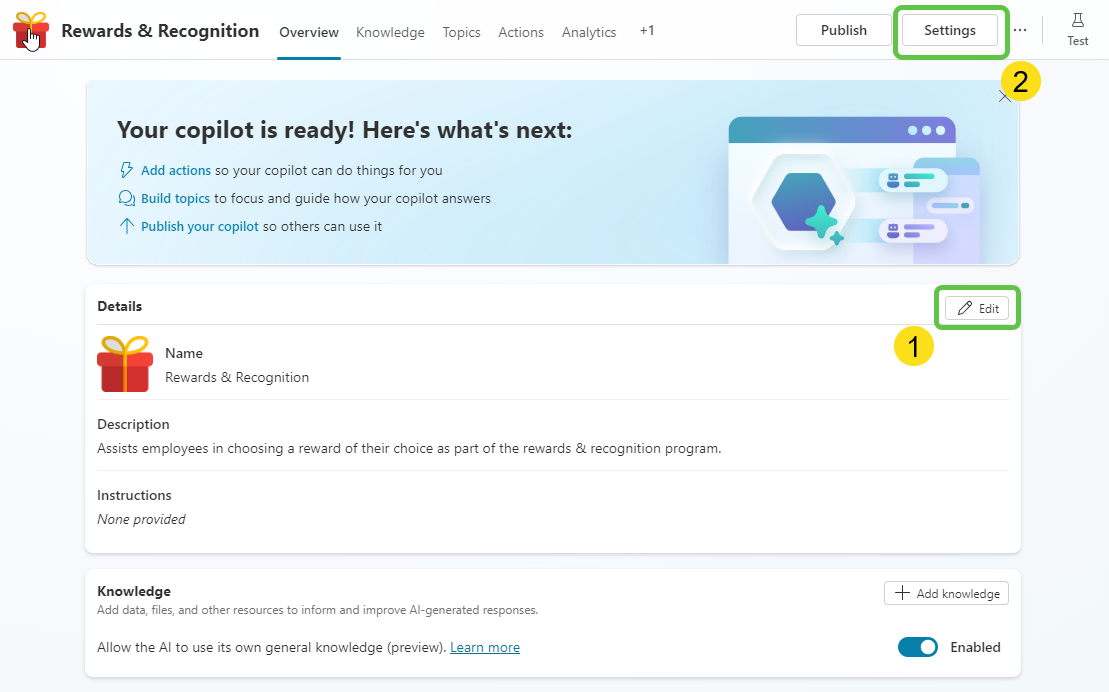 Rewards & Recognition Overview Knowledge Topics Actions Analytics +1 Publish Settings ... Test
2
Your copilot is ready! Here's what's next:
Add actions so your copilot can do things for you
Build topics to focus and guide how your copilot answers
Publish your copilot so others can use it
Details Edit
1
Name
Rewards & Recognition
Description
Assists employees in choosing a reward of their choice as part of the rewards & recognition program.
Instructions
None provided
Knowledge
Add knowledge
Add data, files, and other resources to inform and improve AI-generated responses.
Allow the AI to use its own general knowledge (preview). Learn more Enabled